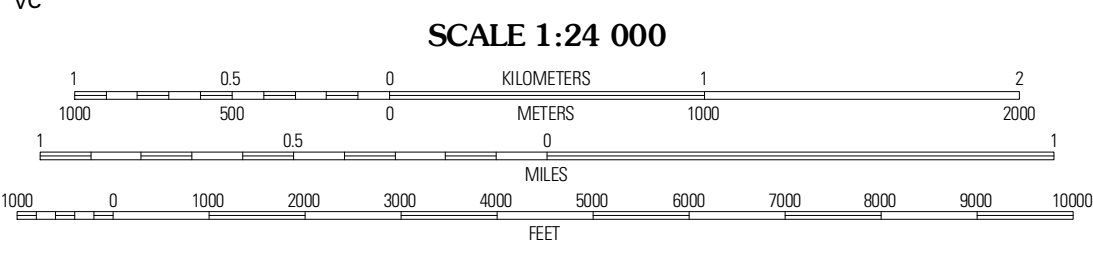 SCALE 1:24 000
1 0.5 0 KILOMETERS 1 2
1000 500 0 METERS 1000 2000
1 0.5 0 1
MILES
1000 0 1000 2000 3000 4000 5000 6000 7000 8000 9000 10000
FEET